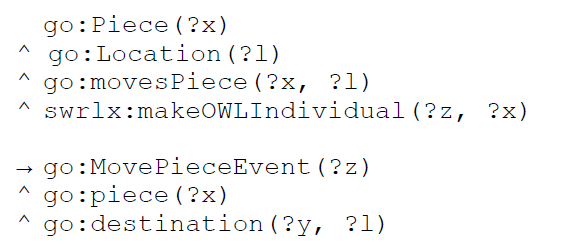 go:Piece(?x)
^ go:Location(?l)
^ go:movesPiece(?x, ?l)
^ swrlx:makeOWLIndividual(?z, ?x)
→ go:MovePieceEvent(?z)
^ go:piece(?x)
^ go:destination(?y, ?l)